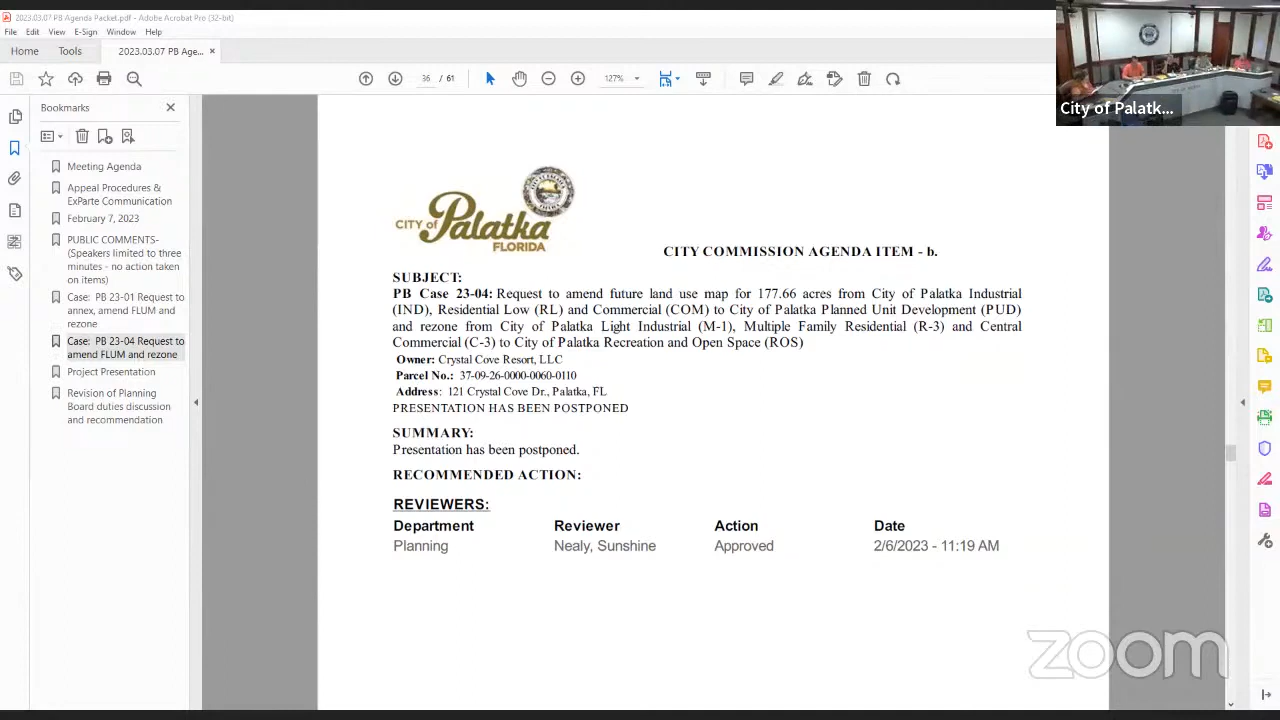 2023.03.07 PB Agenda Packet.pdf - Adobe Acrobat Pro (32-bit)
File Edit View E-Sign Window Help
Home Tools 2023.03.07 PB Age... ×
36 / 61 127%
Bookmarks
Meeting Agenda
Appeal Procedures &
ExParte Communication
February 7, 2023
PUBLIC COMMENTS-
(Speakers limited to three
minutes - no action taken
on items)
Case: PB 23-01 Request to
annex, amend FLUM and
rezone
Case: PB 23-04 Request to
amend FLUM and rezone
Project Presentation
Revision of Planning
Board duties discussion
and recommendation
CITY OF Palatka
FLORIDA
CITY COMMISSION AGENDA ITEM - b.
SUBJECT:
PB Case 23-04: Request to amend future land use map for 177.66 acres from City of Palatka Industrial
(IND), Residential Low (RL) and Commercial (COM) to City of Palatka Planned Unit Development (PUD)
and rezone from City of Palatka Light Industrial (M-1), Multiple Family Residential (R-3) and Central
Commercial (C-3) to City of Palatka Recreation and Open Space (ROS)
Owner: Crystal Cove Resort, LLC
Parcel No.: 37-09-26-0000-0060-0110
Address: 121 Crystal Cove Dr., Palatka, FL
PRESENTATION HAS BEEN POSTPONED
SUMMARY:
Presentation has been postponed.
RECOMMENDED ACTION:
REVIEWERS:
Department Reviewer Action Date
Planning Nealy, Sunshine Approved 2/6/2023 - 11:19 AM
City of Palatk...
zoom